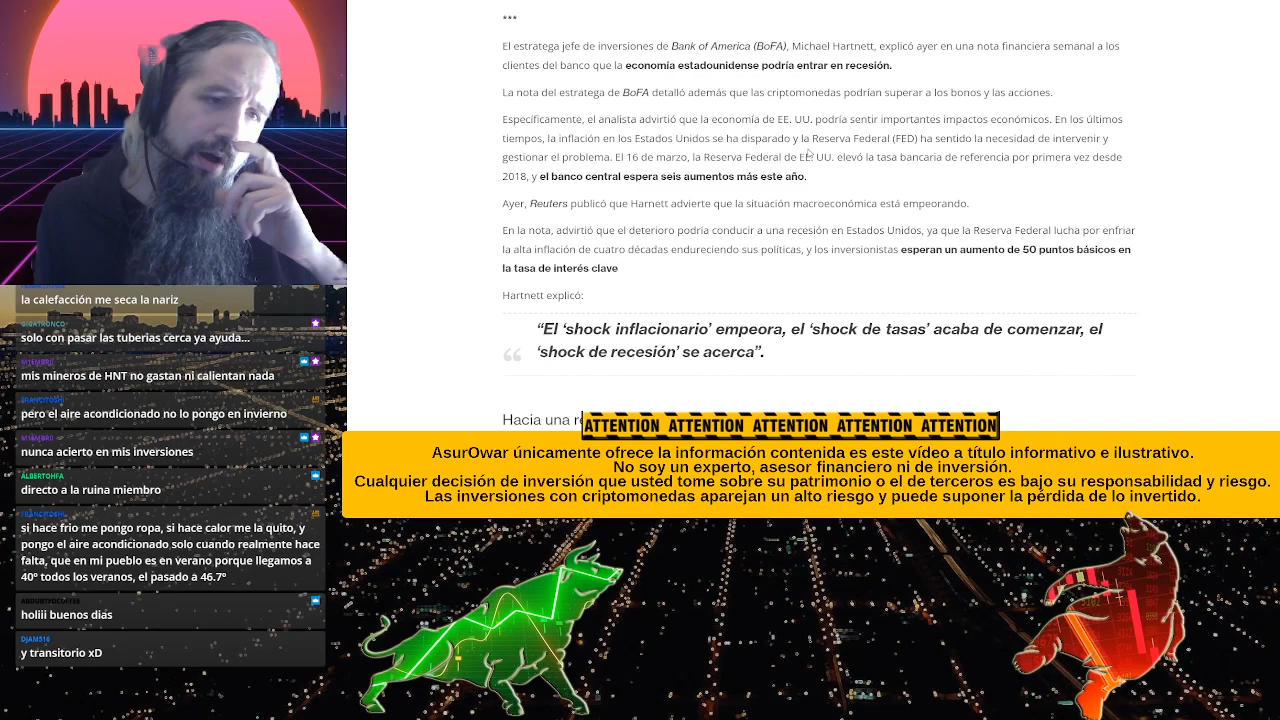 ***
El estratega jefe de inversiones de Bank of America (BoFA), Michael Hartnett, explicó ayer en una nota financiera semanal a los
clientes del banco que la economía estadounidense podría entrar en recesión.
La nota del estratega de BoFA detalló además que las criptomonedas podrían superar a los bonos y las acciones.
Específicamente, el analista advirtió que la economía de EE. UU. podría sentir importantes impactos económicos. En los últimos
tiempos, la inflación en los Estados Unidos se ha disparado y la Reserva Federal (FED) ha sentido la necesidad de intervenir y
gestionar el problema. El 16 de marzo, la Reserva Federal de EE. UU. elevó la tasa bancaria de referencia por primera vez desde
2018, y el banco central espera seis aumentos más este año.
Ayer, Reuters publicó que Harnett advierte que la situación macroeconómica está empeorando.
En la nota, advirtió que el deterioro podría conducir a una recesión en Estados Unidos, ya que la Reserva Federal lucha por enfriar
la alta inflación de cuatro décadas endureciendo sus políticas, y los inversionistas esperan un aumento de 50 puntos básicos en
la tasa de interés clave
Hartnett explicó:
“El ‘shock inflacionario’ empeora, el ‘shock de tasas’ acaba de comenzar, el
‘shock de recesión’ se acerca”.
Hacia una
ATTENTION ATTENTION ATTENTION ATTENTION ATTENTION
AsurOwar únicamente ofrece la información contenida es este vídeo a título informativo e ilustrativo.
No soy un experto, asesor financiero ni de inversión.
Cualquier decisión de inversión que usted tome sobre su patrimonio o el de terceros es bajo su responsabilidad y riesgo.
Las inversiones con criptomonedas aparejan un alto riesgo y puede suponer la pérdida de lo invertido.
la calefacción me seca la nariz
GIGATRONCO
solo con pasar las tuberias cerca ya ayuda...
M1EMBRII
mis mineros de HNT no gastan ni calientan nada
FRANCITOSHI
pero el aire acondicionado no lo pongo en invierno
M1EMBRII
nunca acierto en mis inversiones
ALBERTOHFA
directo a la ruina miembro
FRANCITOSHI
si hace frio me pongo ropa, si hace calor me la quito, y
pongo el aire acondicionado solo cuando realmente hace
falta, que en mi pueblo es en verano porque llegamos a
40º todos los veranos, el pasado a 46.7º
holiii buenos dias
DJAM510
y transitorio xD